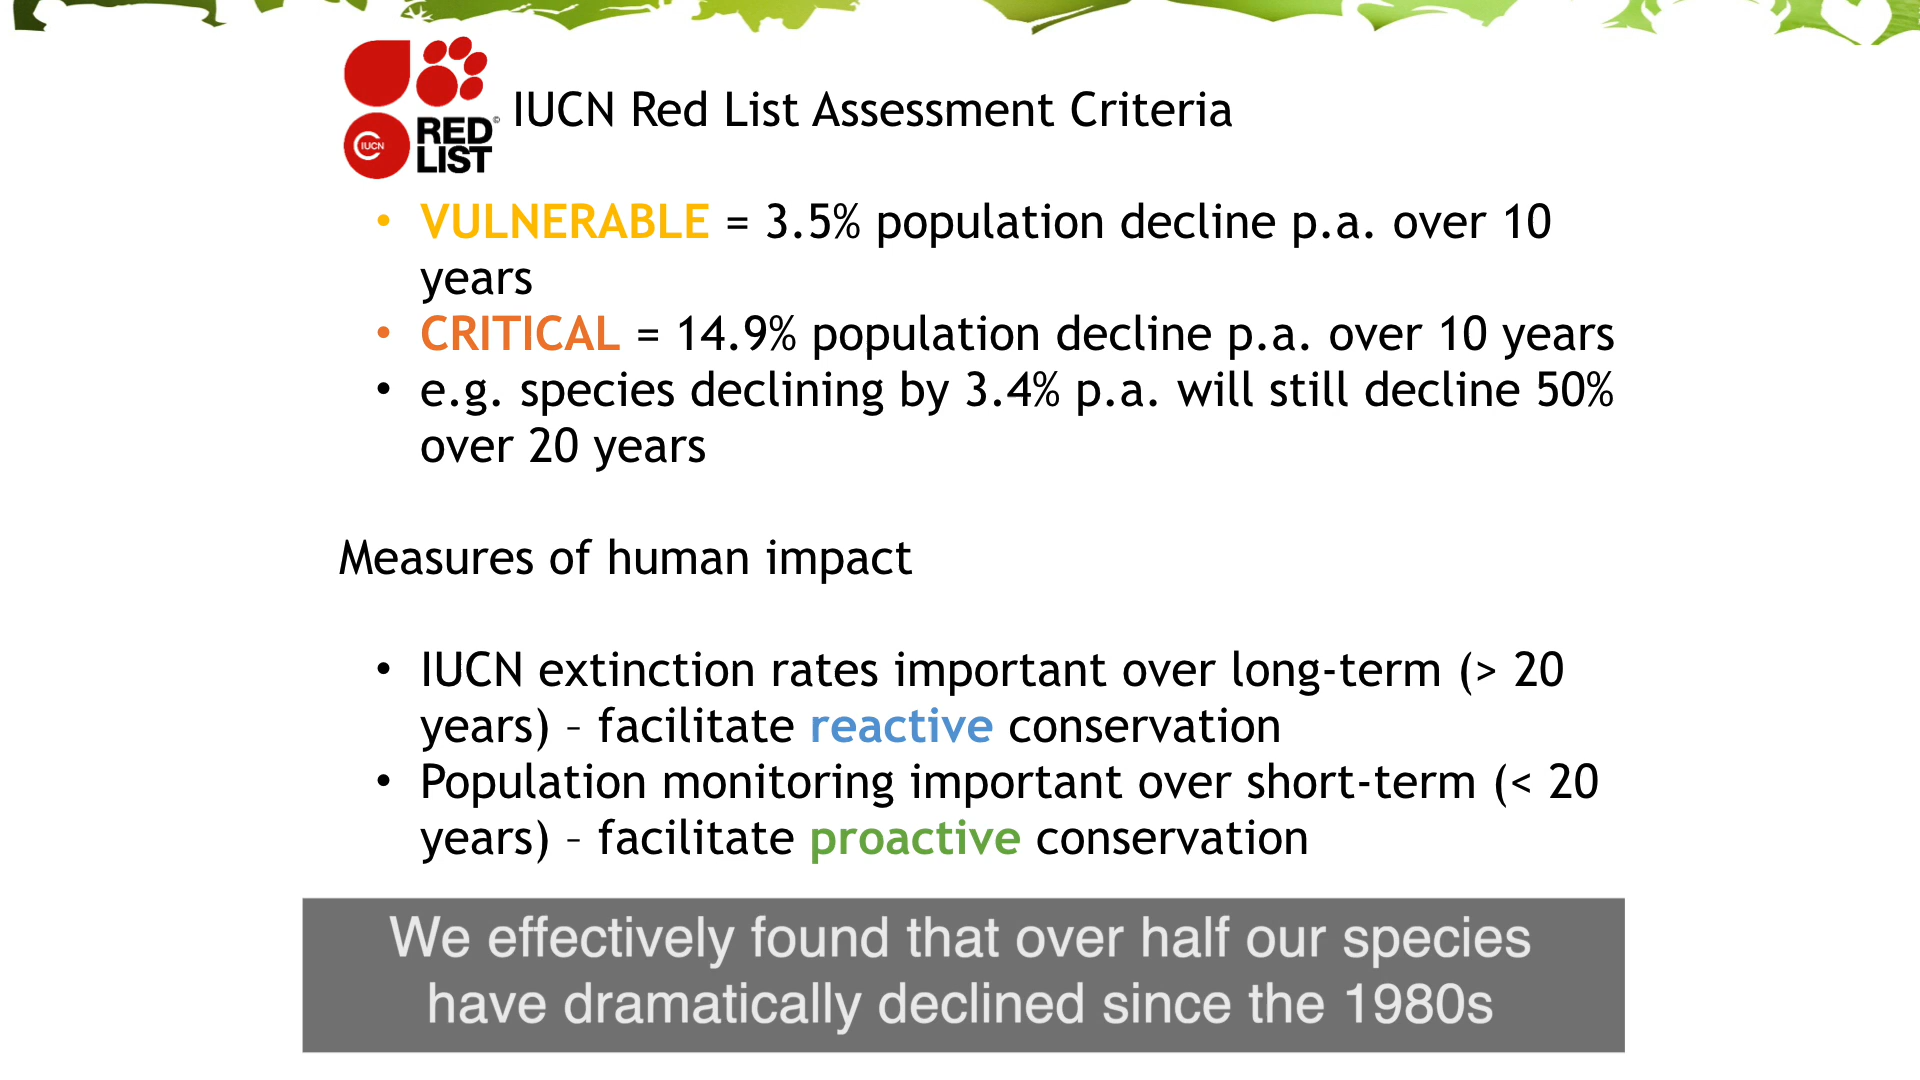 IUCN
RED
LIST
©
IUCN Red List Assessment Criteria
• VULNERABLE = 3.5% population decline p.a. over 10
years
• CRITICAL = 14.9% population decline p.a. over 10 years
• e.g. species declining by 3.4% p.a. will still decline 50%
over 20 years
Measures of human impact
• IUCN extinction rates important over long-term (> 20
years) – facilitate reactive conservation
• Population monitoring important over short-term (< 20
years) – facilitate proactive conservation
We effectively found that over half our species
have dramatically declined since the 1980s